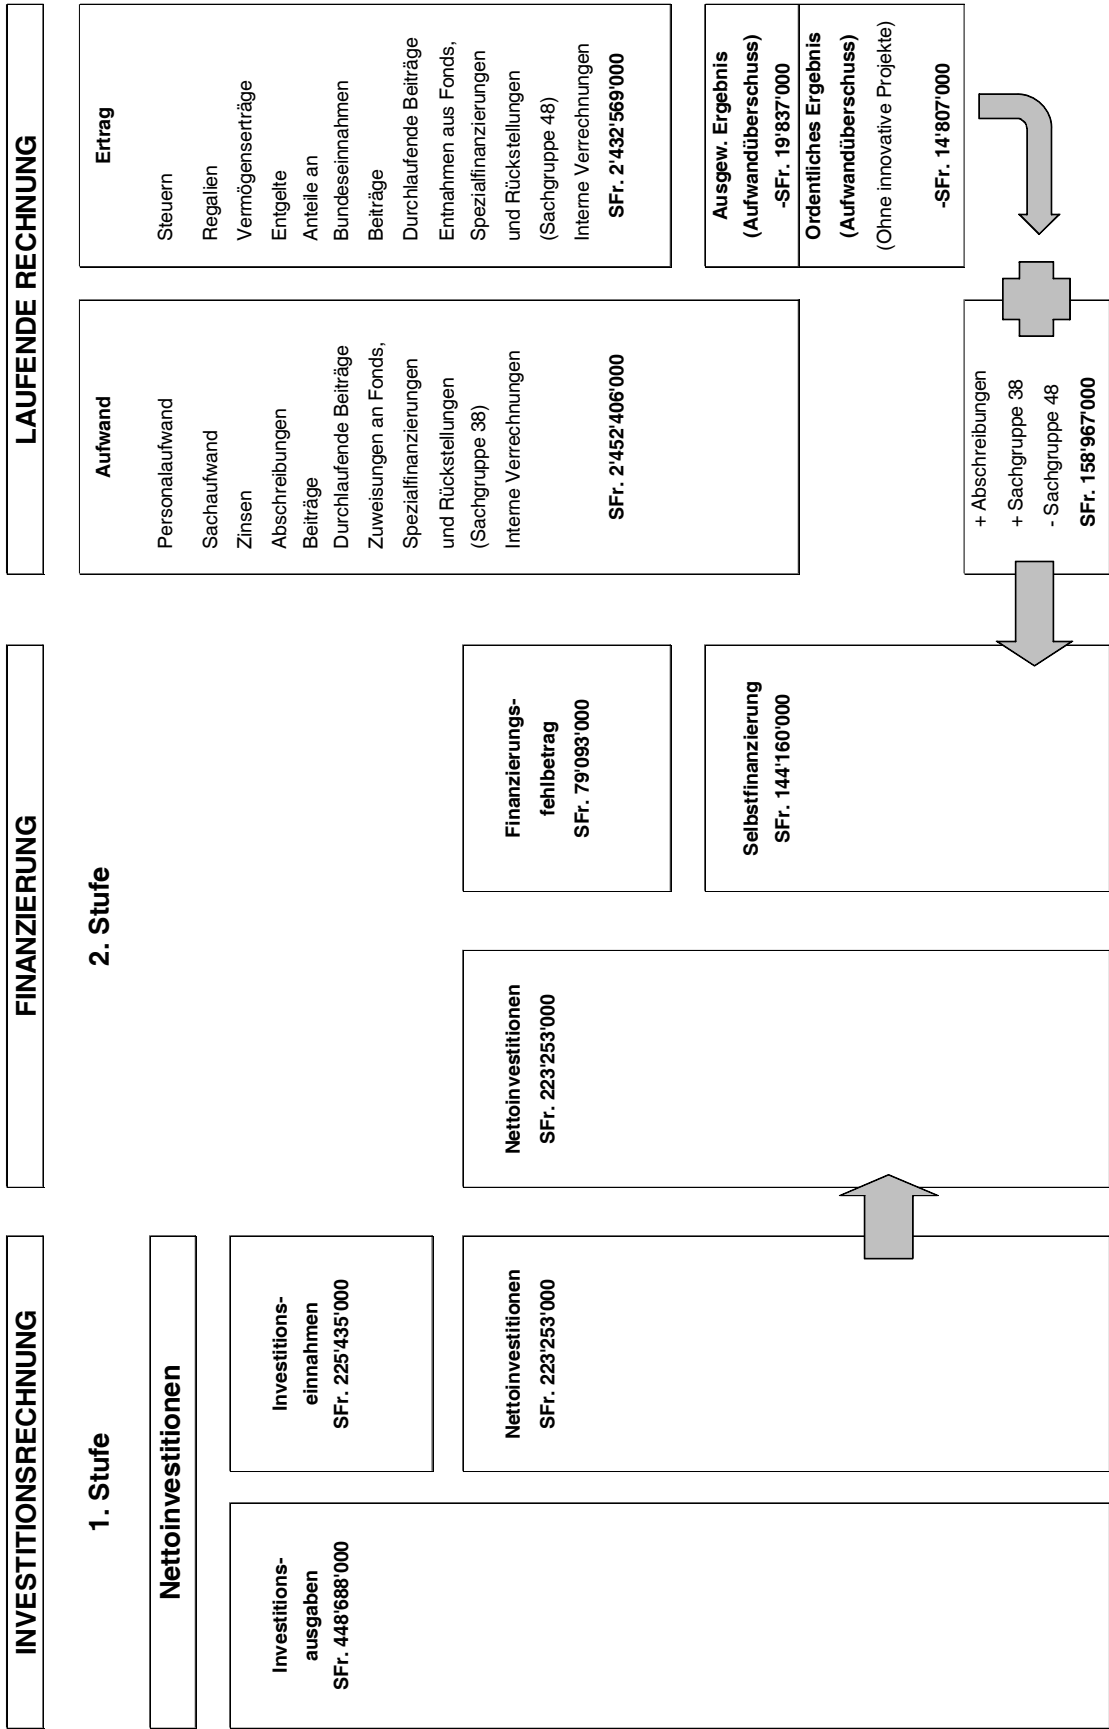 INVESTITIONSRECHNUNG
1. Stufe
Nettoinvestitionen
Investitions-
ausgaben
SFr. 448'688'000
Investitions-
einnahmen
SFr. 225'435'000
Nettoinvestitionen
SFr. 223'253'000
FINANZIERUNG
2. Stufe
Nettoinvestitionen
SFr. 223'253'000
Finanzierungs-
fehlbetrag
SFr. 79'093'000
Selbstfinanzierung
SFr. 144'160'000
LAUFENDE RECHNUNG
Aufwand
Personalaufwand
Sachaufwand
Zinsen
Abschreibungen
Beiträge
Durchlaufende Beiträge
Zuweisungen an Fonds,
Spezialfinanzierungen
und Rückstellungen
(Sachgruppe 38)
Interne Verrechnungen
SFr. 2'452'406'000
Ertrag
Steuern
Regalien
Vermögenserträge
Entgelte
Anteile an
Bundeseinnahmen
Beiträge
Durchlaufende Beiträge
Entnahmen aus Fonds,
Spezialfinanzierungen
und Rückstellungen
(Sachgruppe 48)
Interne Verrechnungen
SFr. 2'432'569'000
Ausgew. Ergebnis
(Aufwandüberschuss)
-SFr. 19'837'000
Ordentliches Ergebnis
(Aufwandüberschuss)
(Ohne innovative Projekte)
-SFr. 14'807'000
+ Abschreibungen
+ Sachgruppe 38
- Sachgruppe 48
SFr. 158'967'000